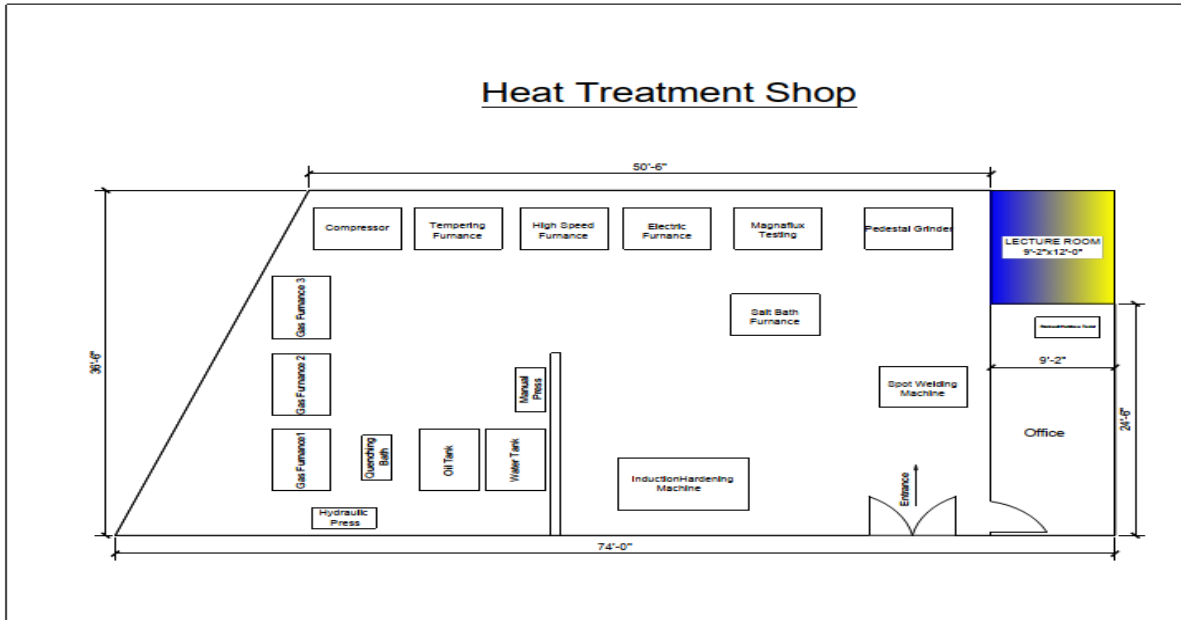 Heat Treatment Shop
50'-6"
Compressor
Tempering
Furnance
High Speed
Furnance
Electric
Furnance
Magnaflux
Testing
Pedestal Grinder
LECTURE ROOM
9'-2"x12'-0"
Gas Furnance 3
Salt Bath
Furnance
36'-6"
9'-2"
Gas Furnance 2
Manual
Press
Spot Welding
Machine
24'-6"
Office
Gas Furnance1
Quenching
Bath
Oil Tank
Water Tank
InductionHardening
Machine
Entrance
Hydraulic
Press
74'-0"